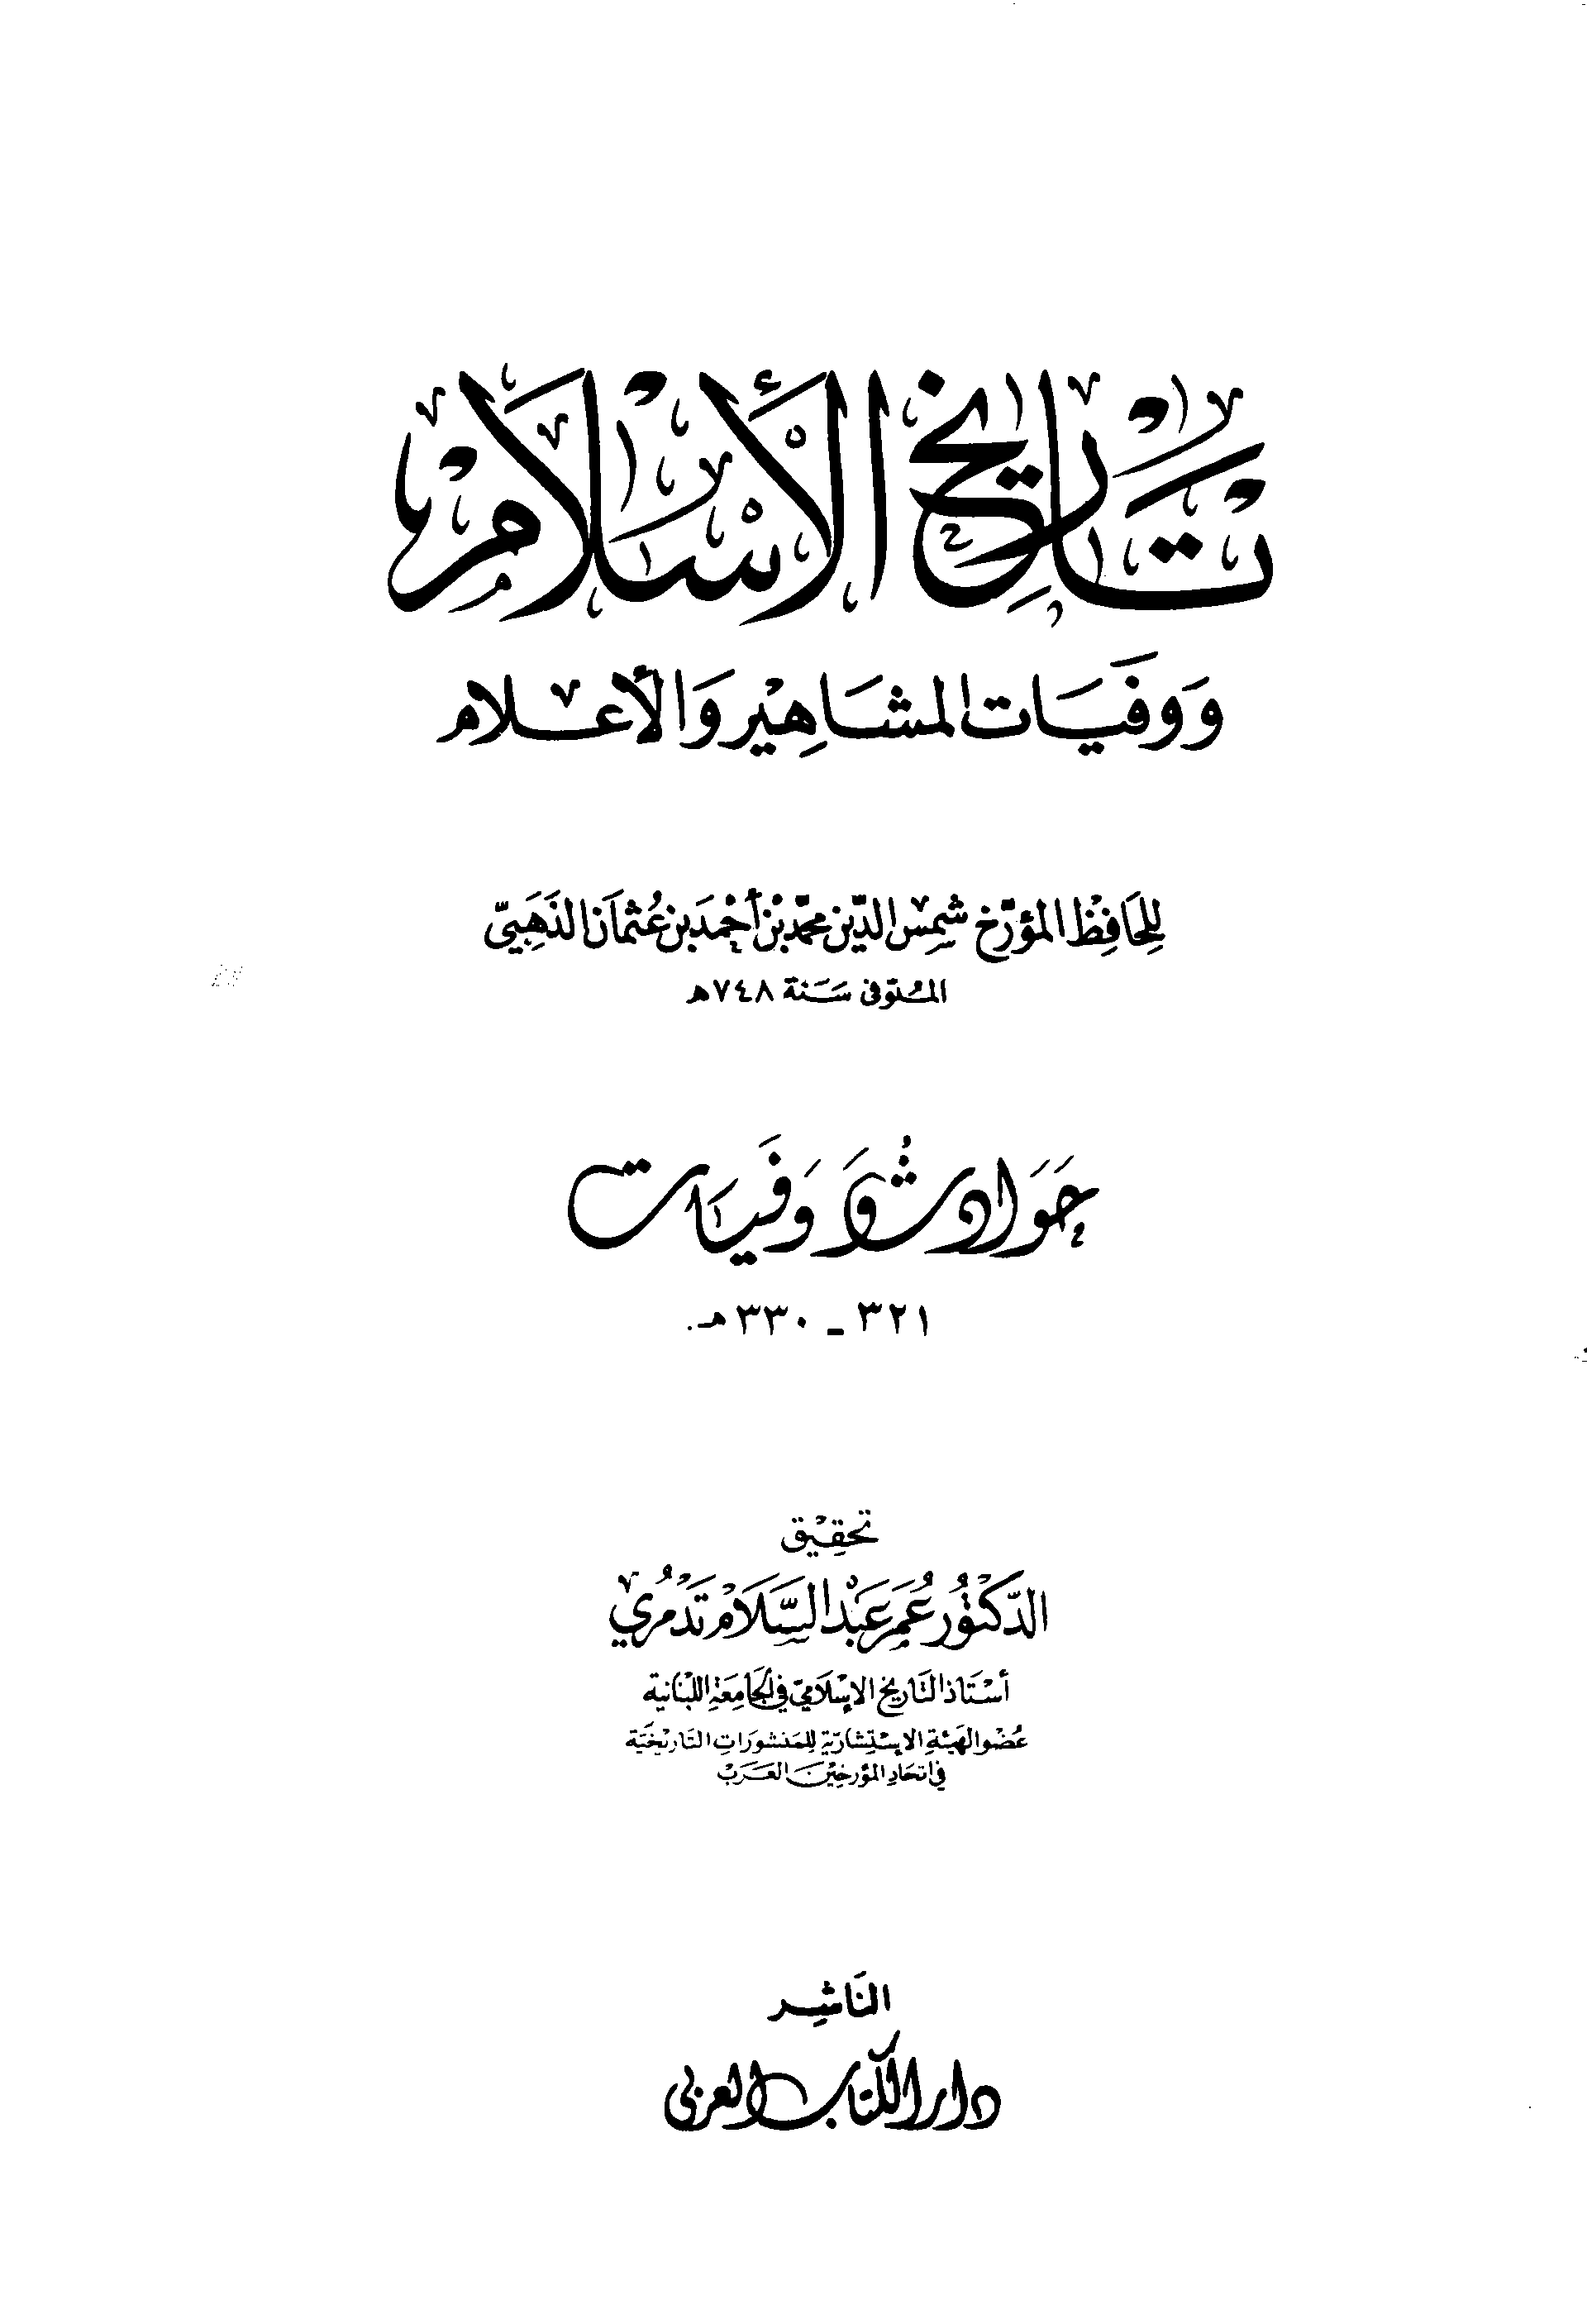 تاريخ الإسلام
ووفيات المشاهير والأعلام
للحافظ المؤرخ شمس الدين محمد بن أحمد بن عثمان الذهبي
المتوفى سنة ٧٤٨هـ
حوادث ووفيات
٣٢١ - ٣٣٠هـ.
تحقيق
الدكتور عمر عبد السلام تدمري
أستاذ التاريخ الإسلامي في الجامعة اللبنانية
عضو الهيئة الاستشارية للمنشورات التاريخية
في اتحاد المؤرخين العرب
الناشر
دار الكتاب العربي